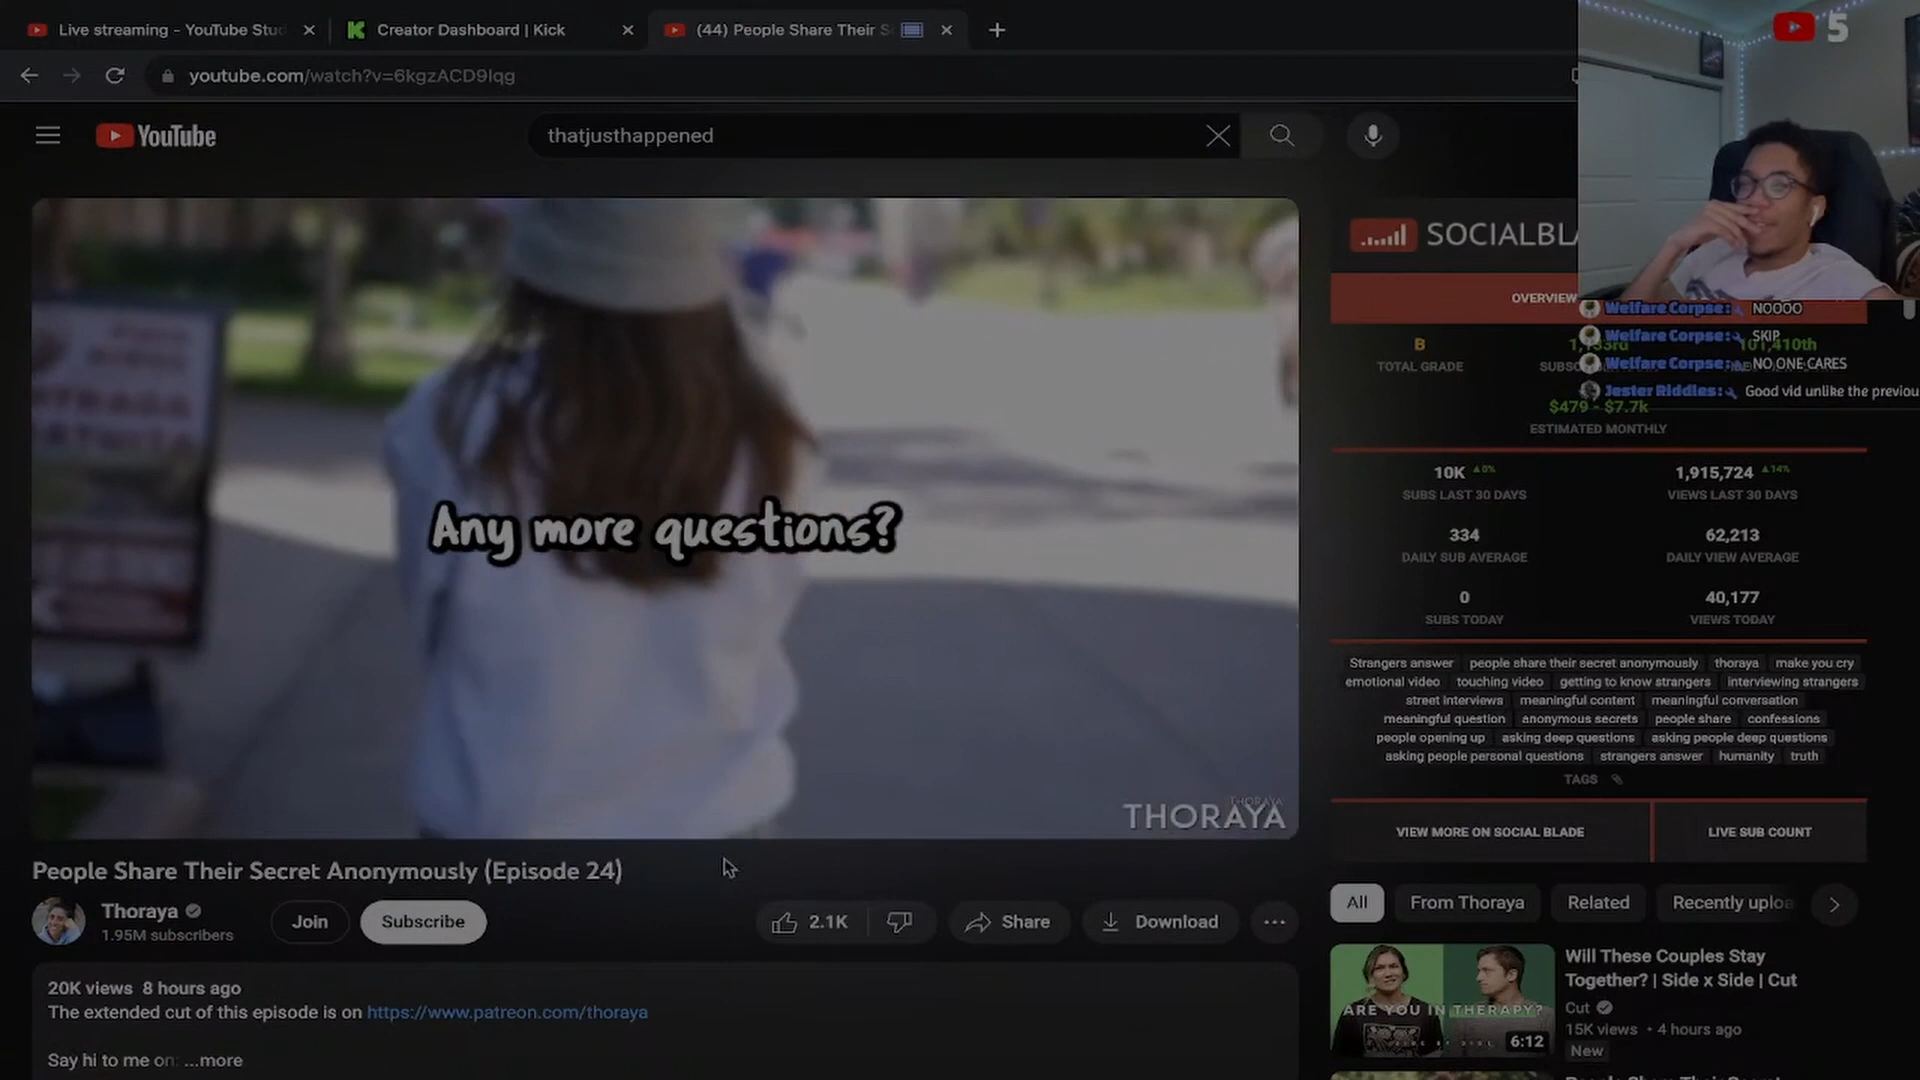 Live streaming - YouTube Stud
Creator Dashboard | Kick
(44) People Share Their S
5
youtube.com/watch?v=6kgzACD9lqg
YouTube
thatjusthappened
SOCIALBLA
OVERVIEW
Welfare Corpse: NOOOO
Welfare Corpse: SKIP
Welfare Corpse: NO ONE CARES
Jester Riddles: Good vid unlike the previou
B
101,410th
TOTAL GRADE
$479 - $7.7k
ESTIMATED MONTHLY
10K 0%
1,915,724 14%
SUBS LAST 30 DAYS
VIEWS LAST 30 DAYS
334
62,213
DAILY SUB AVERAGE
DAILY VIEW AVERAGE
0
40,177
SUBS TODAY
VIEWS TODAY
Strangers answer people share their secret anonymously thoraya make you cry
emotional video touching video getting to know strangers interviewing strangers
street interviews meaningful content meaningful conversation
meaningful question anonymous secrets people share confessions
people opening up asking deep questions asking people deep questions
asking people personal questions strangers answer humanity truth
TAGS
VIEW MORE ON SOCIAL BLADE
LIVE SUB COUNT
Any more questions?
THORAYA
THORAYA
People Share Their Secret Anonymously (Episode 24)
Thoraya
1.95M subscribers
Join
Subscribe
2.1K
Share
Download
20K views 8 hours ago
The extended cut of this episode is on https://www.patreon.com/thoraya
Say hi to me on: ...more
All
From Thoraya
Related
Recently uploa
Will These Couples Stay
Together? | Side x Side | Cut
Cut
15K views • 4 hours ago
New
ARE YOU IN THERAPY?
6:12